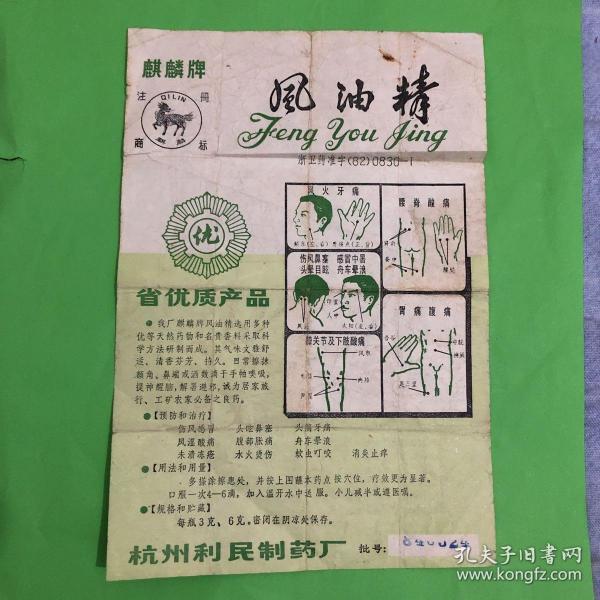 麒麟牌
注 冊
QILIN
麒麟
商 标
風油精
Feng You Jing
浙卫药准字(82)0830-1
优
省优质产品
风火牙痛
腰脊酸痛
伤风鼻塞 感冒中暑
头晕目眩 舟车晕浪
胃痛腹痛
膝关节及下肢酸痛
●我厂麒麟牌风油精选用多种
优等天然药物和名贵香料采取科
学方法研制而成。其气味文雅舒
适、清香芬芳、持久。日常擦抹
额角、鼻端或洒数滴于手帕嗅吸，
提神醒脑，解暑避邪，诚为居家旅
行、工矿农家必备之良药。
●【预防和治疗】
伤风感冒 头眩鼻塞 头痛牙痛
风湿酸痛 腹部胀痛 舟车晕浪
未溃冻疮 水火烫伤 蚊虫叮咬 消炎止痒
●【用法和用量】
多搽涂擦患处，并按上图蘸本药点按穴位，疗效更为显著。
口服一次4—6滴，加入温开水中送服。小儿减半或遵医嘱。
●【规格和贮藏】
每瓶3克、6克。密闭在阴凉处保存。
杭州利民制药厂
批号：840824
孔夫子旧书网
www.kongfz.com